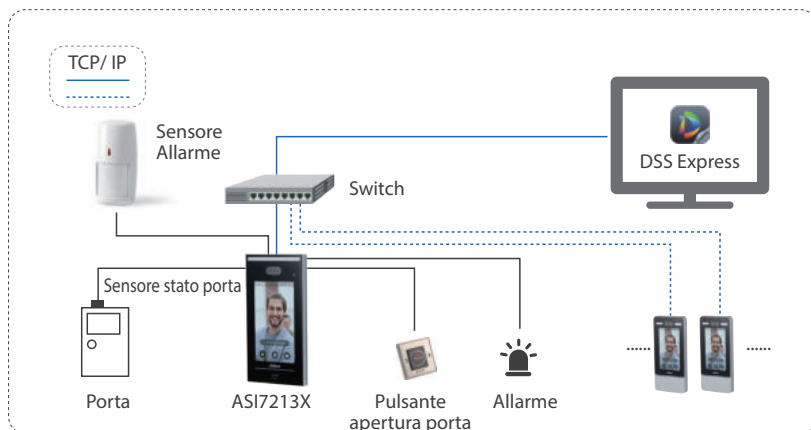 TCP/ IP
Sensore
Allarme
DSS Express
Switch
Sensore stato porta
Porta
ASI7213X
Pulsante
apertura porta
Allarme
......
......